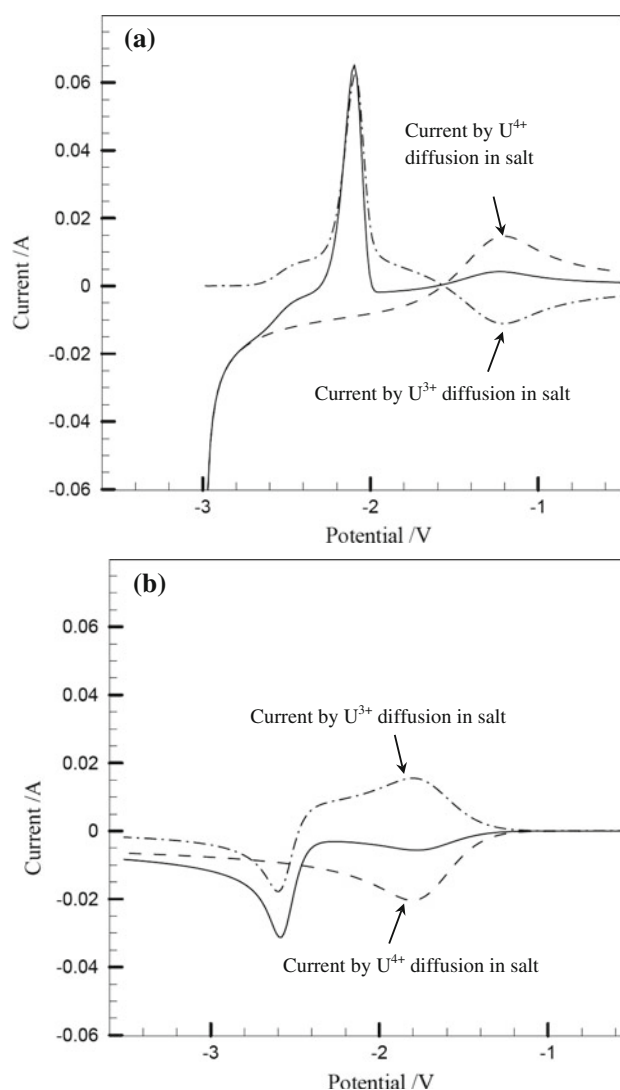 (a)
0.06
0.04
0.02
0
-0.02
-0.04
-0.06
Current /A
Current by U⁴⁺
diffusion in salt
Current by U³⁺ diffusion in salt
-3
-2
-1
Potential /V
(b)
0.06
0.04
0.02
0
-0.02
-0.04
-0.06
Current /A
Current by U³⁺ diffusion in salt
Current by U⁴⁺ diffusion in salt
-3
-2
-1
Potential /V